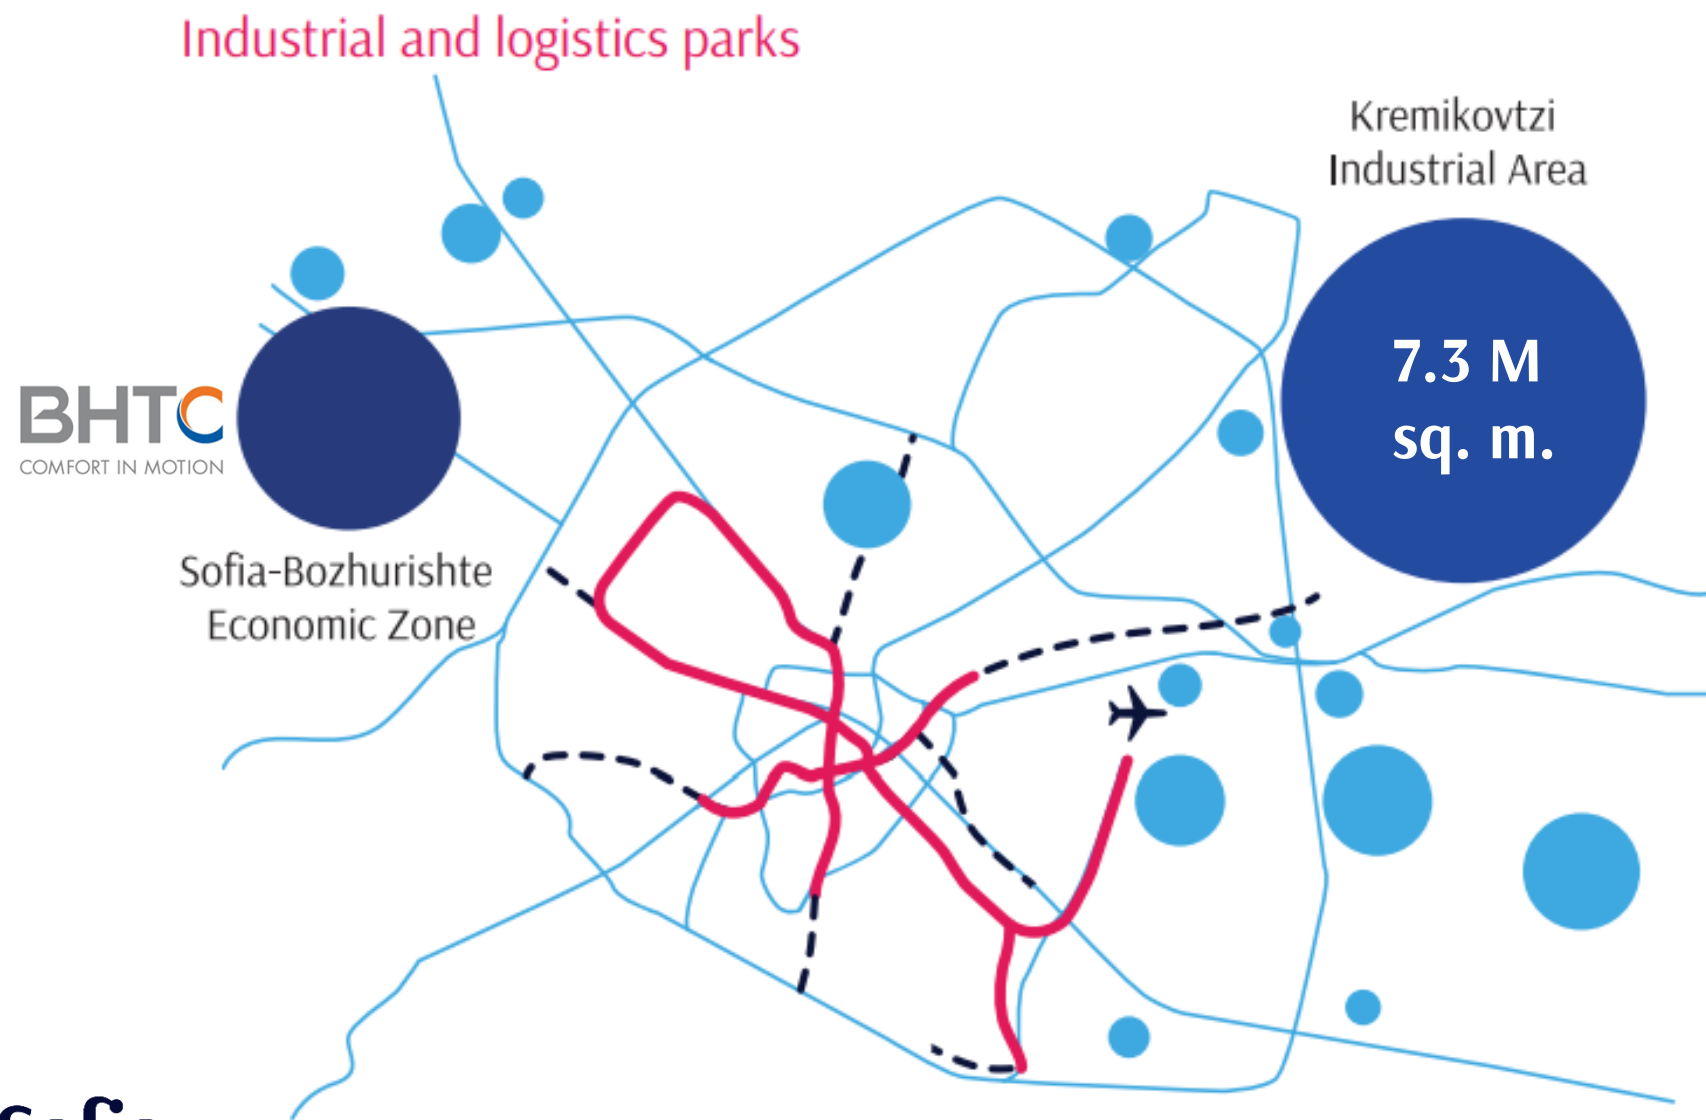 Industrial and logistics parks
Kremikovtzi
Industrial Area
7.3 M
sq. m.
BHTC
COMFORT IN MOTION
Sofia-Bozhurishte
Economic Zone